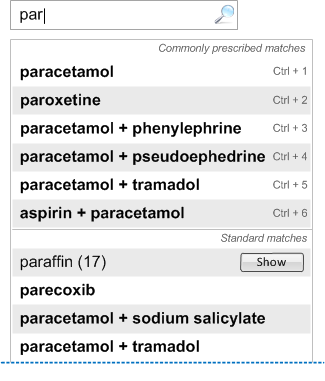 par
Commonly prescribed matches
paracetamol Ctrl + 1
paroxetine Ctrl + 2
paracetamol + phenylephrine Ctrl + 3
paracetamol + pseudoephedrine Ctrl + 4
paracetamol + tramadol Ctrl + 5
aspirin + paracetamol Ctrl + 6
Standard matches
paraffin (17) Show
parecoxib
paracetamol + sodium salicylate
paracetamol + tramadol